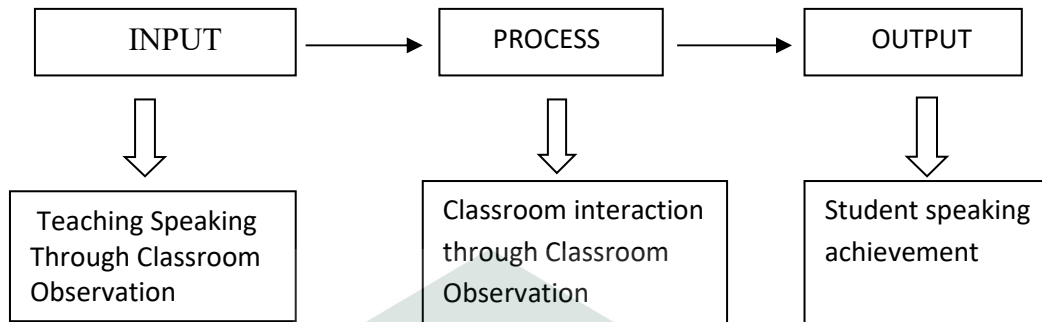 INPUT
PROCESS
OUTPUT
Teaching Speaking
Through Classroom
Observation
Classroom interaction
through Classroom
Observation
Student speaking
achievement